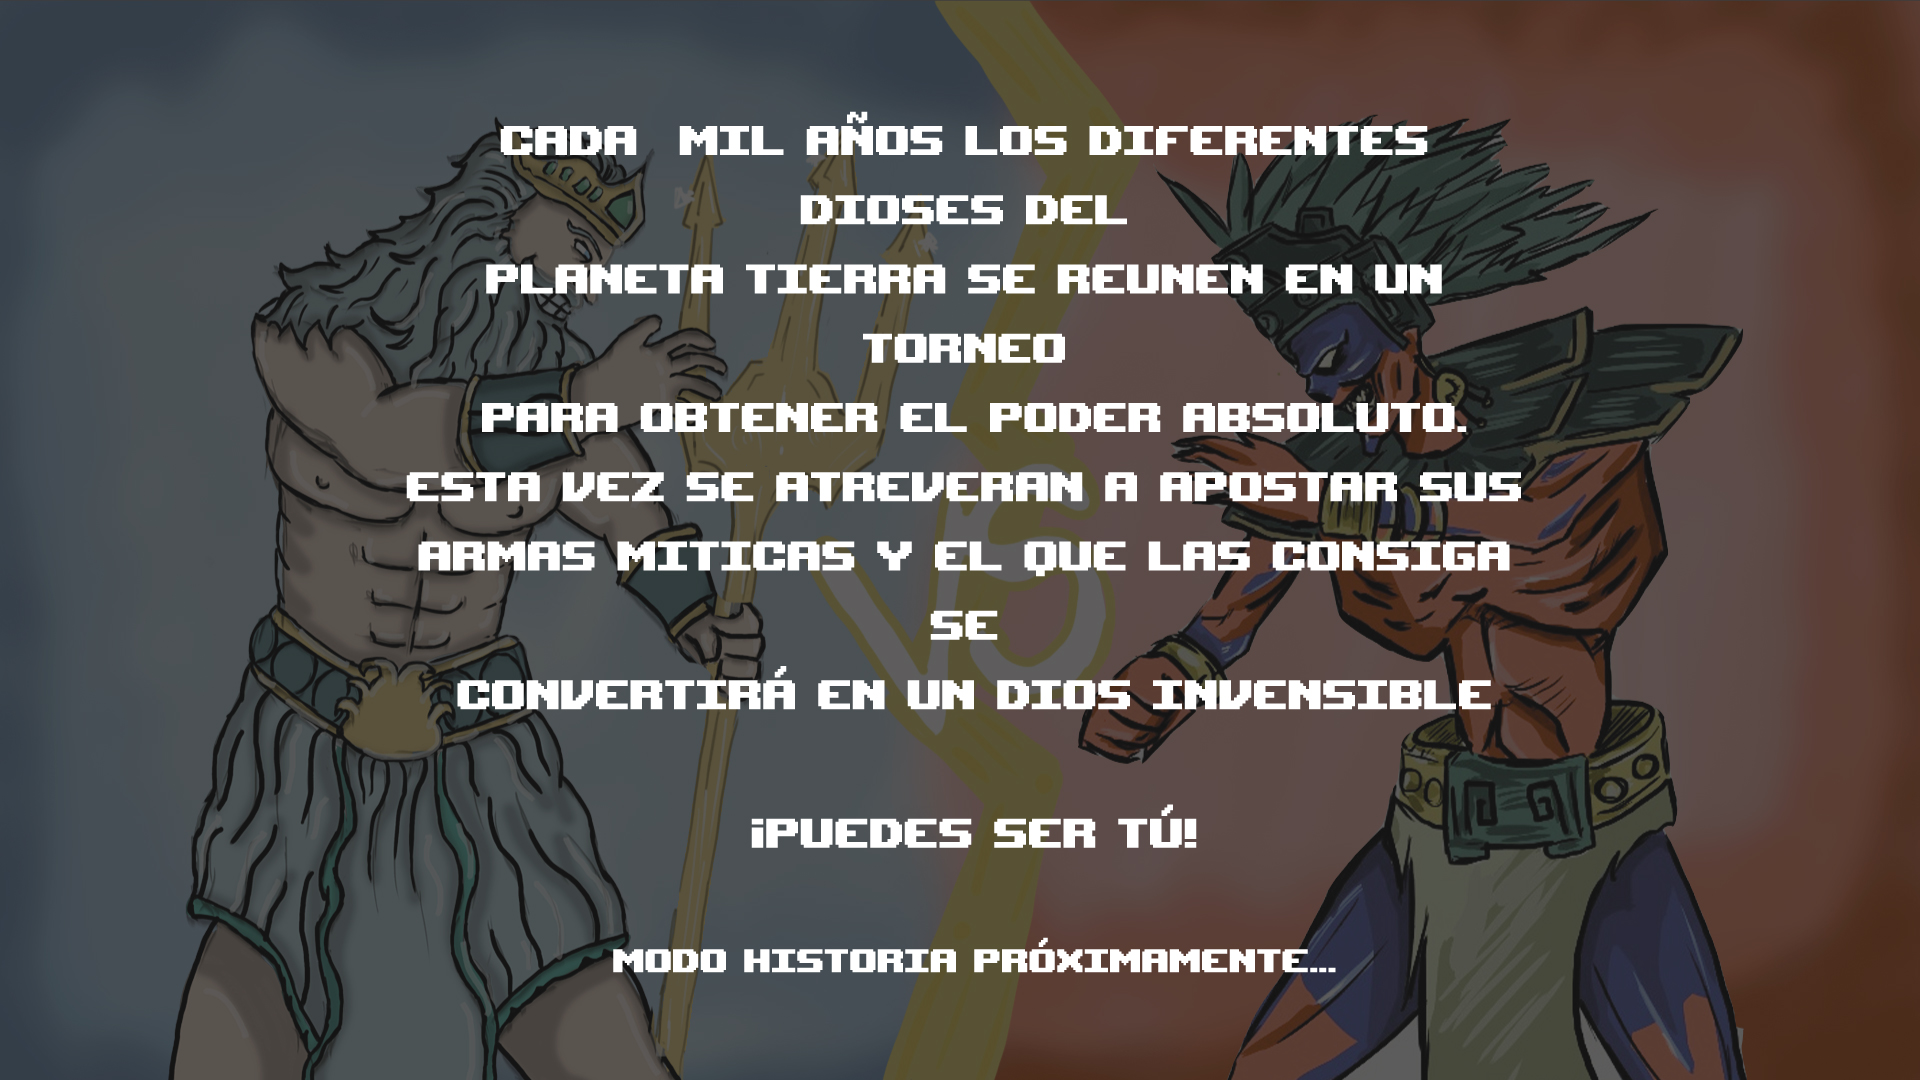 CADA  MIL AÑOS LOS DIFERENTES
DIOSES DEL
PLANETA TIERRA SE REUNEN EN UN
TORNEO
PARA OBTENER EL PODER ABSOLUTO.
ESTA VEZ SE ATREVERAN A APOSTAR SUS
ARMAS MITICAS Y EL QUE LAS CONSIGA
SE
CONVERTIRÁ EN UN DIOS INVENSIBLE
VS
¡PUEDES SER TÚ!
MODO HISTORIA PRÓXIMAMENTE...